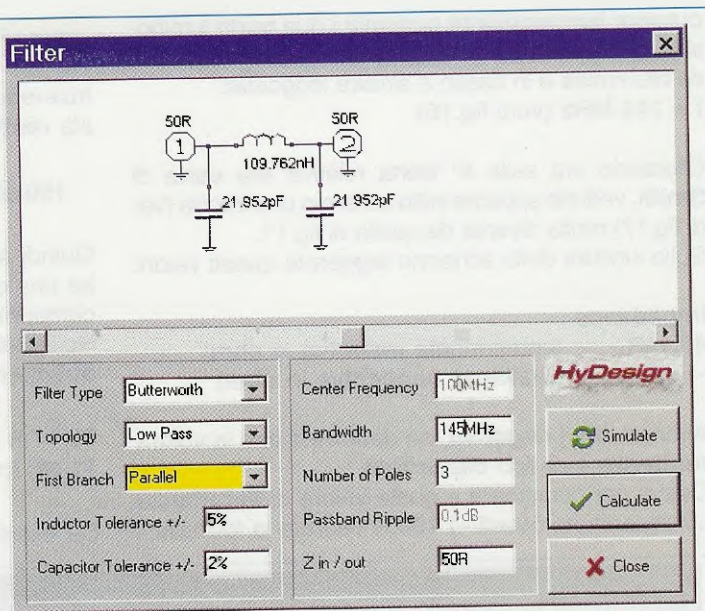 Filter
50R
50R
1
2
109.762nH
21.952pF
21.952pF
Filter Type Butterworth
Topology Low Pass
First Branch Parallel
Inductor Tolerance +/- 5%
Capacitor Tolerance +/- 2%
Center Frequency 100MHz
Bandwidth 145MHz
Number of Poles 3
Passband Ripple 0.1dB
Z in / out 50R
HyDesign
Simulate
Calculate
Close